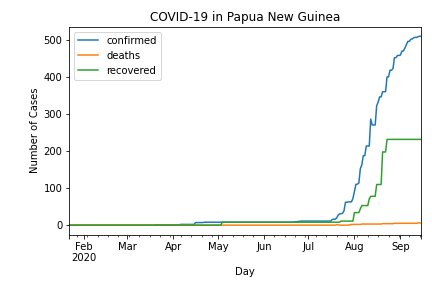 COVID-19 in Papua New Guinea
confirmed
deaths
recovered
500
400
300
200
100
0
Number of Cases
Feb Mar Apr May Jun Jul Aug Sep
2020
Day